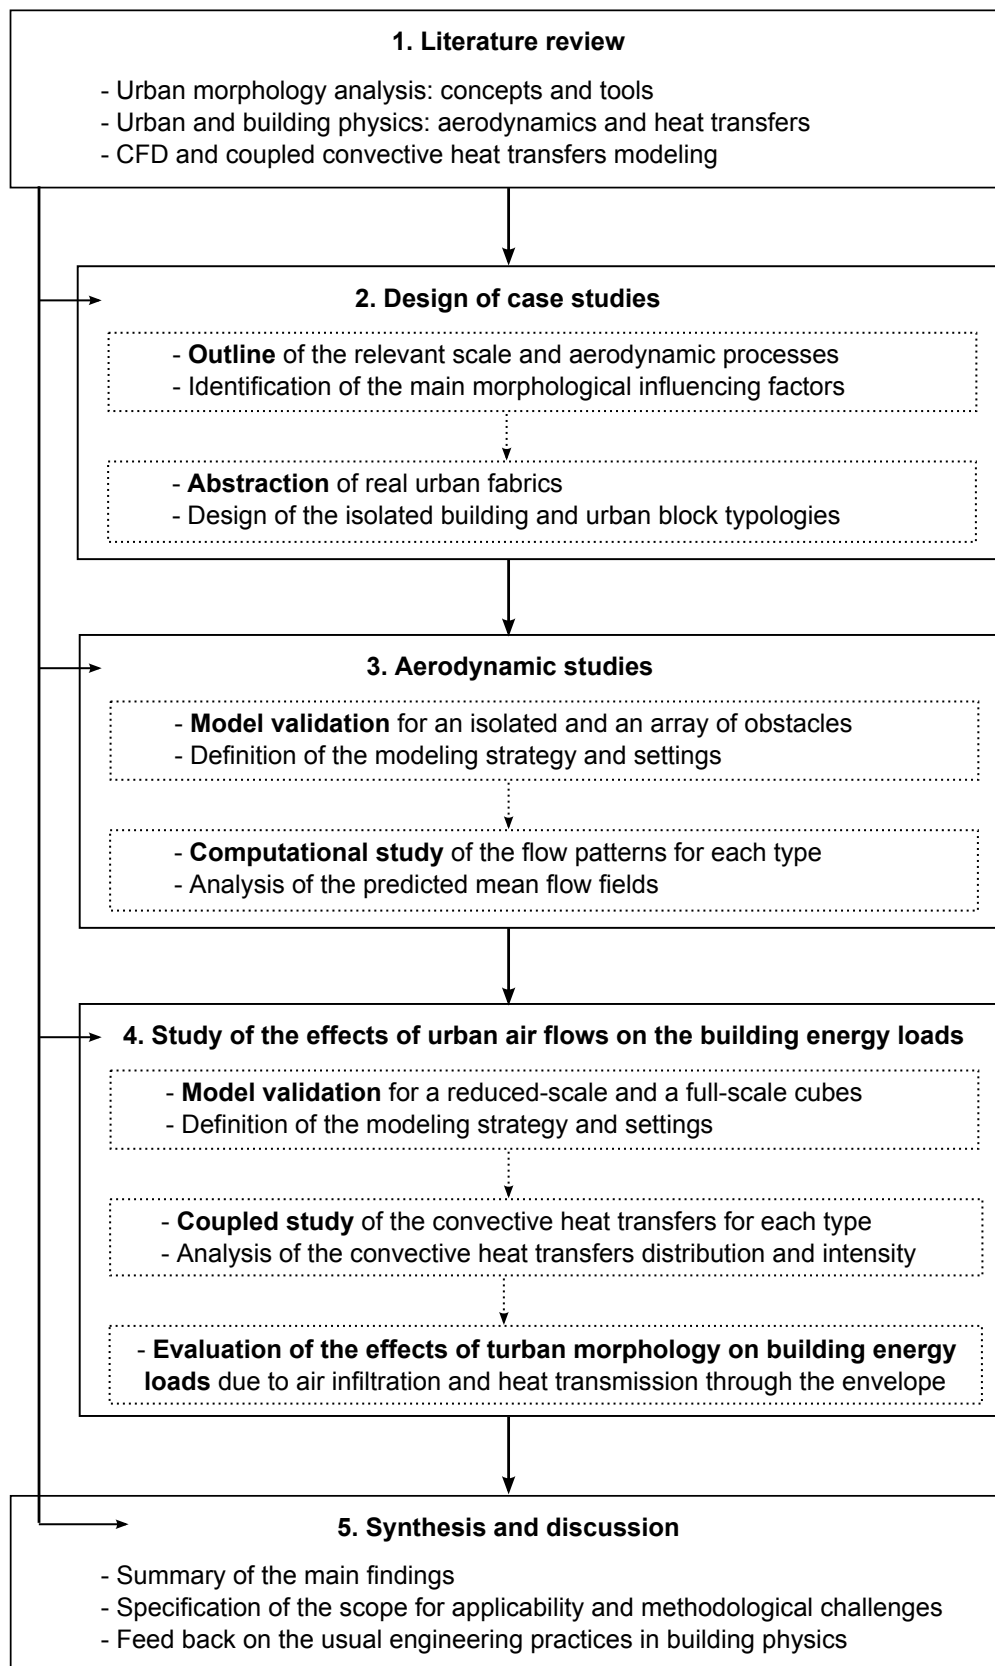 1. Literature review
- Urban morphology analysis: concepts and tools
- Urban and building physics: aerodynamics and heat transfers
- CFD and coupled convective heat transfers modeling
2. Design of case studies
- Outline of the relevant scale and aerodynamic processes
- Identification of the main morphological influencing factors
- Abstraction of real urban fabrics
- Design of the isolated building and urban block typologies
3. Aerodynamic studies
- Model validation for an isolated and an array of obstacles
- Definition of the modeling strategy and settings
- Computational study of the flow patterns for each type
- Analysis of the predicted mean flow fields
4. Study of the effects of urban air flows on the building energy loads
- Model validation for a reduced-scale and a full-scale cubes
- Definition of the modeling strategy and settings
- Coupled study of the convective heat transfers for each type
- Analysis of the convective heat transfers distribution and intensity
- Evaluation of the effects of turban morphology on building energy
loads due to air infiltration and heat transmission through the envelope
5. Synthesis and discussion
- Summary of the main findings
- Specification of the scope for applicability and methodological challenges
- Feed back on the usual engineering practices in building physics